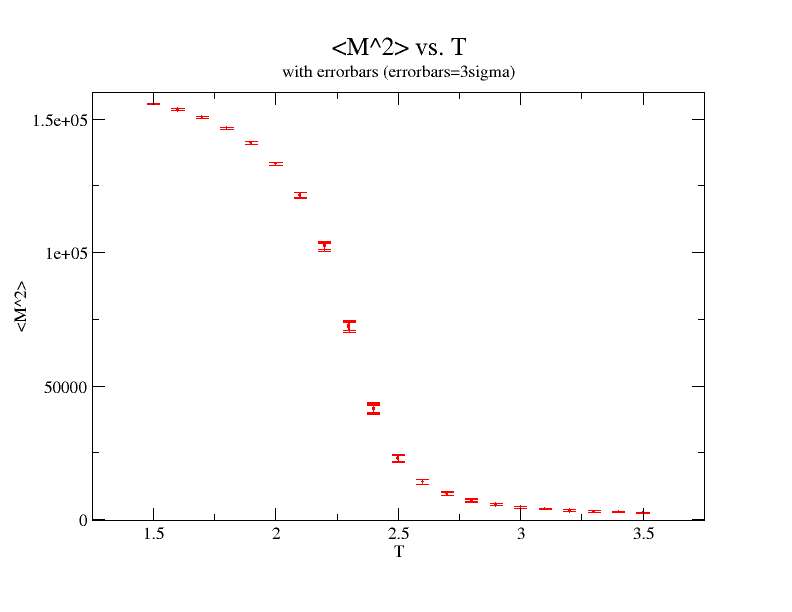 <M^2> vs. T
with errorbars (errorbars=3sigma)
1.5e+05
1e+05
50000
0
<M^2>
1.5
2
2.5
3
3.5
T